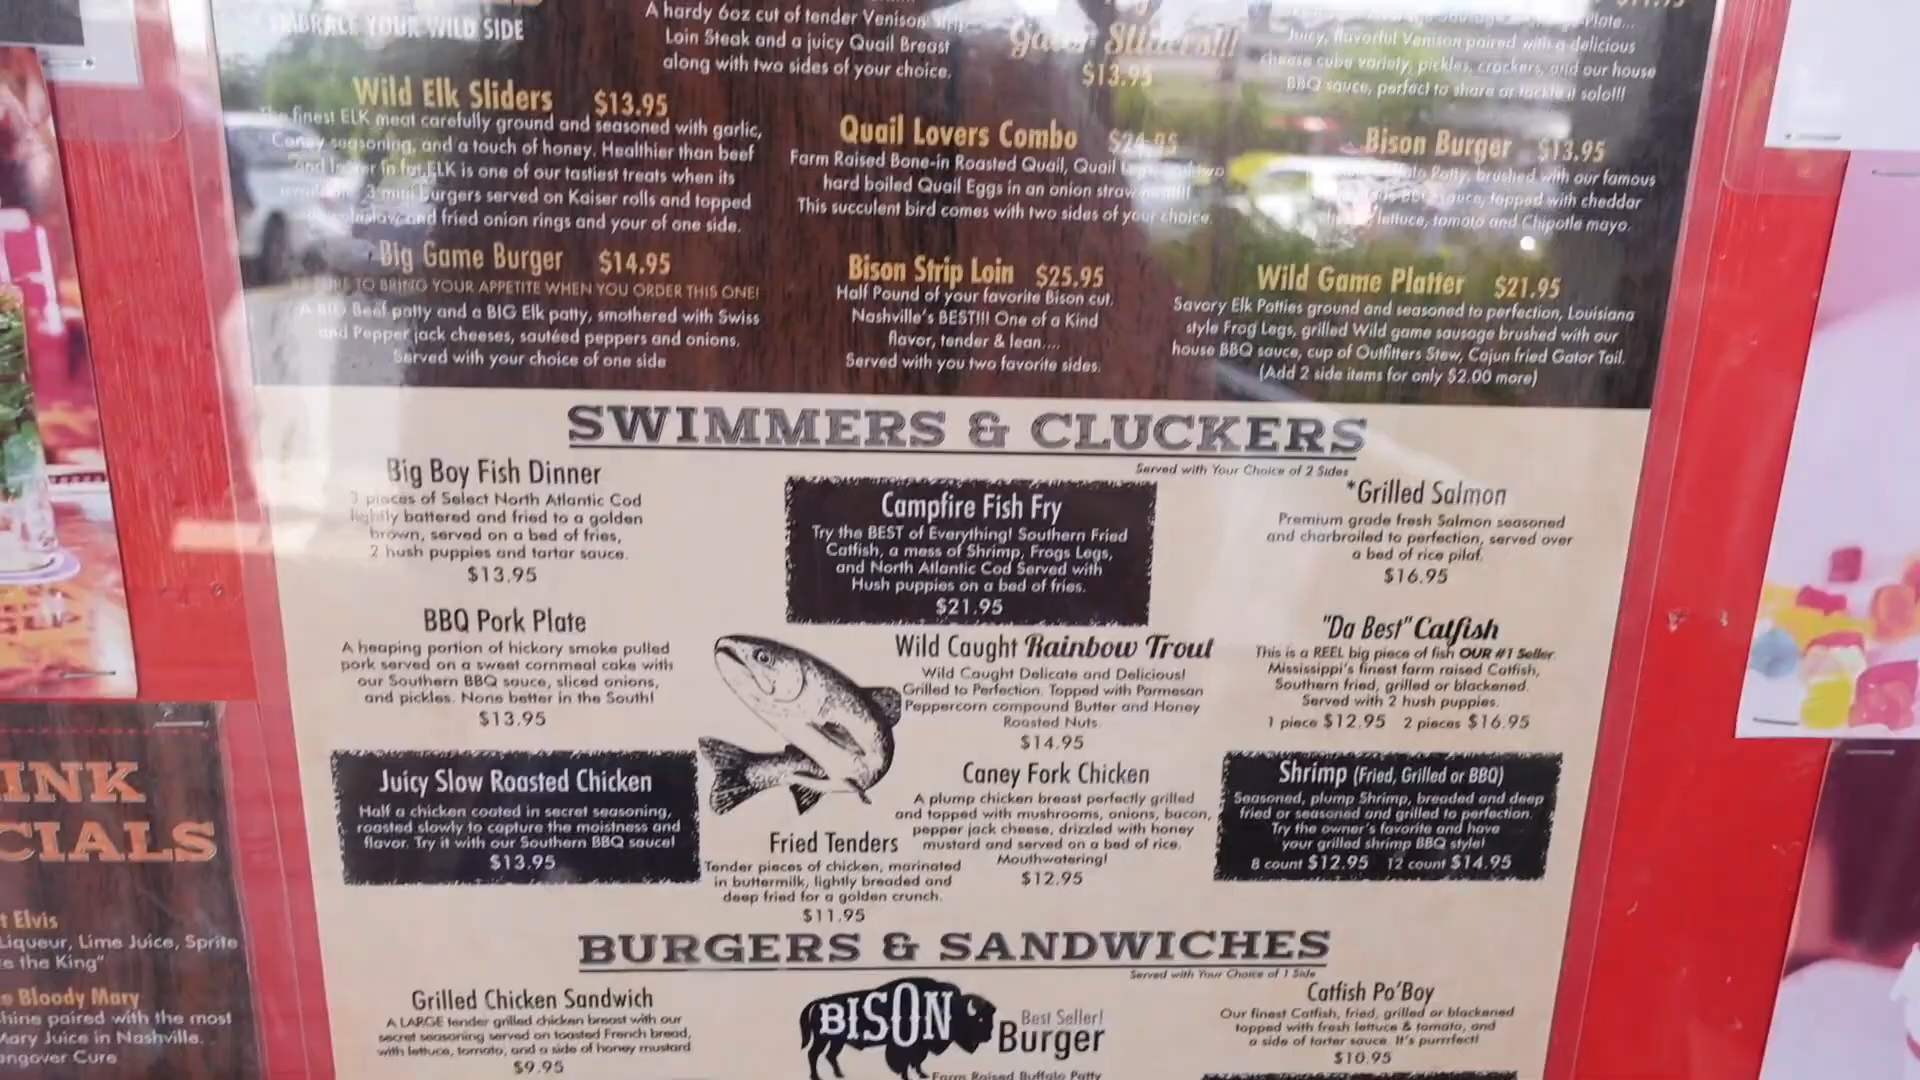 EMBRACE YOUR WILD SIDE
A hardy 6oz cut of tender Venison Strip
Loin Steak and a juicy Quail Breast
along with two sides of your choice.
Gator Sliders!!!
$13.95
Plate...
Juicy, flavorful Venison paired with a delicious
cheese cube variety, pickles, crackers, and our house
BBQ sauce, perfect to share or tackle it solo!!!
Wild Elk Sliders $13.95
The finest ELK meat carefully ground and seasoned with garlic,
Caney seasoning, and a touch of honey. Healthier than beef
and lower in fat, ELK is one of our tastiest treats when its
available. 3 mini burgers served on Kaiser rolls and topped
coleslaw and fried onion rings and your of one side.
Quail Lovers Combo $24.95
Farm Raised Bone-in Roasted Quail, Quail Legs, and two
hard boiled Quail Eggs in an onion straw
This succulent bird comes with two sides of your choice.
Bison Burger $13.95
Patty, brushed with our famous
sauce, topped with cheddar
lettuce, tomato and Chipotle mayo.
Big Game Burger $14.95
BE SURE TO BRING YOUR APPETITE WHEN YOU ORDER THIS ONE!
A BIG Beef patty and a BIG Elk patty, smothered with Swiss
and Pepper jack cheeses, sautéed peppers and onions.
Served with your choice of one side
Bison Strip Loin $25.95
Half Pound of your favorite Bison cut.
Nashville's BEST!!! One of a Kind
flavor, tender & lean....
Served with you two favorite sides.
Wild Game Platter $21.95
Savory Elk Patties ground and seasoned to perfection, Louisiana
style Frog Legs, grilled Wild game sausage brushed with our
house BBQ sauce, cup of Outfitters Stew, Cajun fried Gator Tail.
(Add 2 side items for only $2.00 more)
SWIMMERS & CLUCKERS
Served with Your Choice of 2 Sides
Big Boy Fish Dinner
3 pieces of Select North Atlantic Cod
lightly battered and fried to a golden
brown, served on a bed of fries,
2 hush puppies and tartar sauce.
$13.95
Campfire Fish Fry
Try the BEST of Everything! Southern Fried
Catfish, a mess of Shrimp, Frogs Legs,
and North Atlantic Cod Served with
Hush puppies on a bed of fries.
$21.95
*Grilled Salmon
Premium grade fresh Salmon seasoned
and charbroiled to perfection, served over
a bed of rice pilaf.
$16.95
BBQ Pork Plate
A heaping portion of hickory smoke pulled
pork served on a sweet cornmeal cake with
our Southern BBQ sauce, sliced onions,
and pickles. None better in the South!
$13.95
Wild Caught Rainbow Trout
Wild Caught Delicate and Delicious!
Grilled to Perfection. Topped with Parmesan
Peppercorn compound Butter and Honey
Roasted Nuts.
$14.95
"Da Best" Catfish
This is a REEL big piece of fish OUR #1 Seller.
Mississippi's finest farm raised Catfish,
Southern fried, grilled or blackened.
Served with 2 hush puppies.
1 piece $12.95 2 pieces $16.95
Juicy Slow Roasted Chicken
Half a chicken coated in secret seasoning,
roasted slowly to capture the moistness and
flavor. Try it with our Southern BBQ sauce!
$13.95
Fried Tenders
Tender pieces of chicken, marinated
in buttermilk, lightly breaded and
deep fried for a golden crunch.
$11.95
Caney Fork Chicken
A plump chicken breast perfectly grilled
and topped with mushrooms, onions, bacon,
pepper jack cheese, drizzled with honey
mustard and served on a bed of rice.
Mouthwatering!
$12.95
Shrimp (Fried, Grilled or BBQ)
Seasoned, plump Shrimp, breaded and deep
fried or seasoned and grilled to perfection.
Try the owner's favorite and have
your grilled shrimp BBQ style!
8 count $12.95 12 count $14.95
BURGERS & SANDWICHES
Served with Your Choice of 1 Side
Grilled Chicken Sandwich
A LARGE tender grilled chicken breast with our
secret seasoning served on toasted French bread,
with lettuce, tomato, and a side of honey mustard
$9.95
BISON
Best Seller!
Burger
Farm Raised Buffalo Patty
Catfish Po'Boy
Our finest Catfish, fried, grilled or blackened
topped with fresh lettuce & tomato, and
a side of tarter sauce. It's purrrfect!
$10.95
INK
CIALS
t Elvis
Liqueur, Lime Juice, Sprite
e the King"
e Bloody Mary
hine paired with the most
Mary Juice in Nashville.
angover Cure